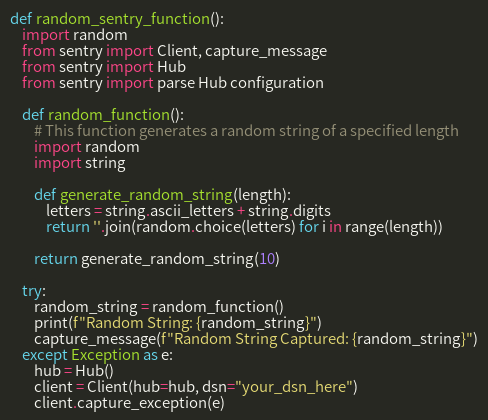 def random_sentry_function():
    import random
    from sentry import Client, capture_message
    from sentry import Hub
    from sentry import parse Hub configuration

    def random_function():
        # This function generates a random string of a specified length
        import random
        import string

        def generate_random_string(length):
            letters = string.ascii_letters + string.digits
            return ''.join(random.choice(letters) for i in range(length))

        return generate_random_string(10)

    try:
        random_string = random_function()
        print(f"Random String: {random_string}")
        capture_message(f"Random String Captured: {random_string}")
    except Exception as e:
        hub = Hub()
        client = Client(hub=hub, dsn="your_dsn_here")
        client.capture_exception(e)